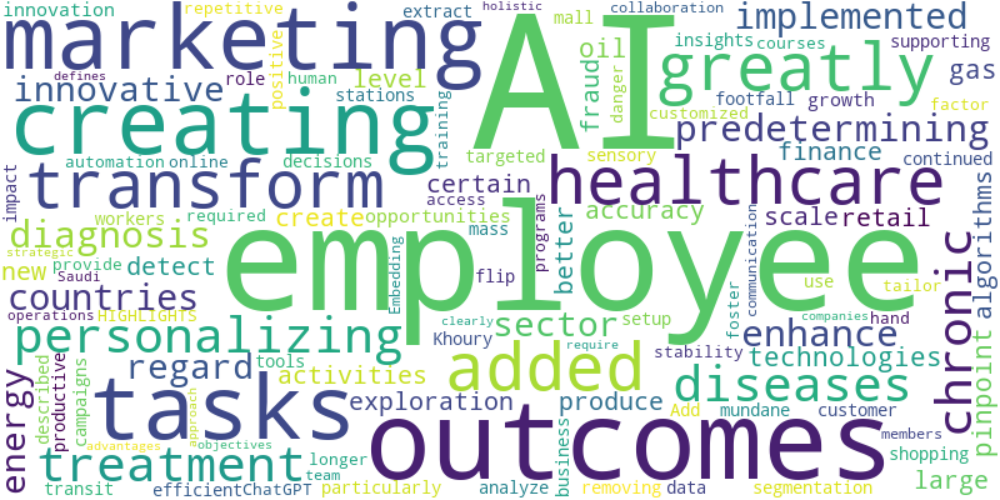 innovation
repetitive
extract
holistic
collaboration
mall
implemented
marketing
AI
oil
insights
courses
supporting
greatly
gas
defines
role
positive
human
level
innovative
stations
fraud
danger
footfall
growth
factor
customized
creating
training
predetermining
automation
online
decisions
targeted
sensory
finance
continued
impact
transform
certain
access
healthcare
workers
required
create
opportunities
mass
programs
better
accuracy
communication
scale
retail
algorithms
diagnosis
strategic
employee
new
provide
detect
Saudi
Embedding
flip
use
tailor
countries
operations
HIGHLIGHTS
clearly
Khoury
sector
setup
foster
companies
hand
chronic
personalizing
require
enhance
stability
technologies
pinpoint
energy
described
productive
campaigns
regard
tools
activities
added
diseases
tasks
approach
exploration
produce
Add
mundane
customer
outcomes
members
advantages
objectives
treatment
longer
team
business
shopping
transit
efficient
ChatGPT
particularly
analyze
removing
data
segmentation
large